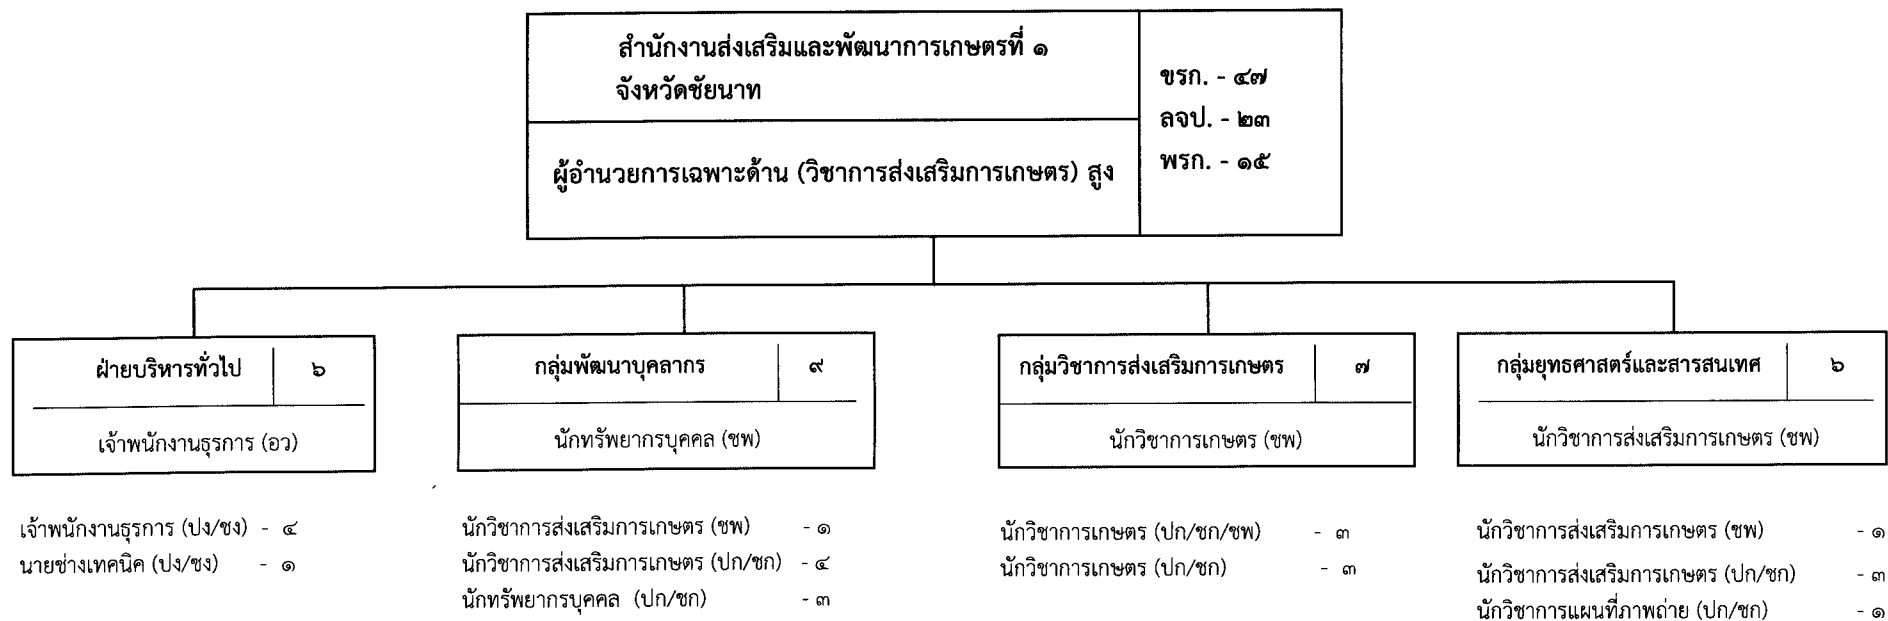 สำนักงานส่งเสริมและพัฒนาการเกษตรที่ ๑
จังหวัดชัยนาท
ผู้อำนวยการเฉพาะด้าน (วิชาการส่งเสริมการเกษตร) สูง
ขรก. - ๔๗
ลจป. - ๒๓
พรก. - ๑๕
ฝ่ายบริหารทั่วไป ๖
เจ้าพนักงานธุรการ (อว)
เจ้าพนักงานธุรการ (ปง/ชง) - ๔
นายช่างเทคนิค (ปง/ชง) - ๑
กลุ่มพัฒนาบุคลากร ๙
นักทรัพยากรบุคคล (ชพ)
นักวิชาการส่งเสริมการเกษตร (ชพ) - ๑
นักวิชาการส่งเสริมการเกษตร (ปก/ชก) - ๔
นักทรัพยากรบุคคล (ปก/ชก) - ๓
กลุ่มวิชาการส่งเสริมการเกษตร ๗
นักวิชาการเกษตร (ชพ)
นักวิชาการเกษตร (ปก/ชก/ชพ) - ๓
นักวิชาการเกษตร (ปก/ชก) - ๓
กลุ่มยุทธศาสตร์และสารสนเทศ ๖
นักวิชาการส่งเสริมการเกษตร (ชพ)
นักวิชาการส่งเสริมการเกษตร (ชพ) - ๑
นักวิชาการส่งเสริมการเกษตร (ปก/ชก) - ๓
นักวิชาการแผนที่ภาพถ่าย (ปก/ชก) - ๑